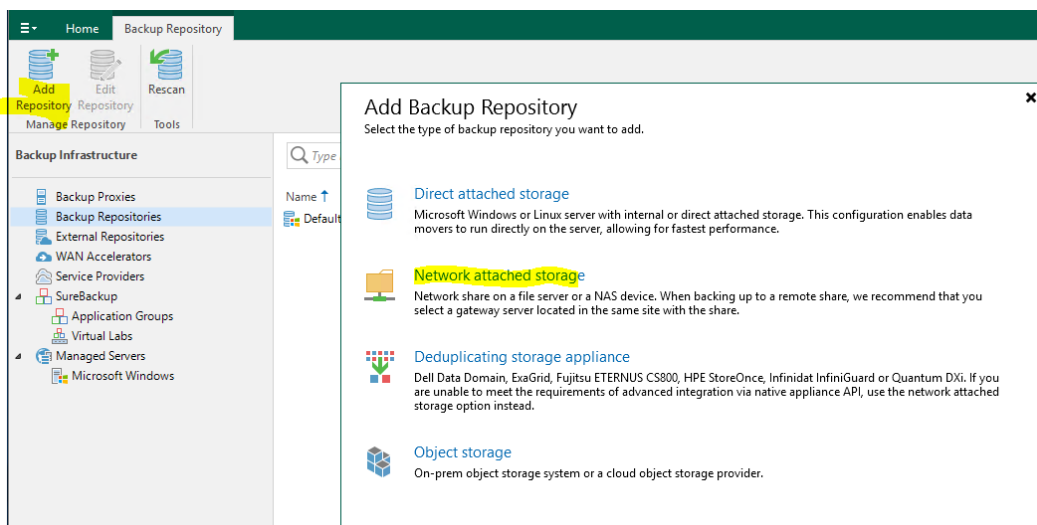 Home Backup Repository
Add Repository
Edit Repository
Rescan
Manage Repository Tools
Backup Infrastructure
Type
Backup Proxies
Backup Repositories
External Repositories
WAN Accelerators
Service Providers
SureBackup
Application Groups
Virtual Labs
Managed Servers
Microsoft Windows
Name
Default
Add Backup Repository
Select the type of backup repository you want to add.
Direct attached storage
Microsoft Windows or Linux server with internal or direct attached storage. This configuration enables data
movers to run directly on the server, allowing for fastest performance.
Network attached storage
Network share on a file server or a NAS device. When backing up to a remote share, we recommend that you
select a gateway server located in the same site with the share.
Deduplicating storage appliance
Dell Data Domain, ExaGrid, Fujitsu ETERNUS CS800, HPE StoreOnce, Infinidat InfiniGuard or Quantum DXi. If you
are unable to meet the requirements of advanced integration via native appliance API, use the network attached
storage option instead.
Object storage
On-prem object storage system or a cloud object storage provider.